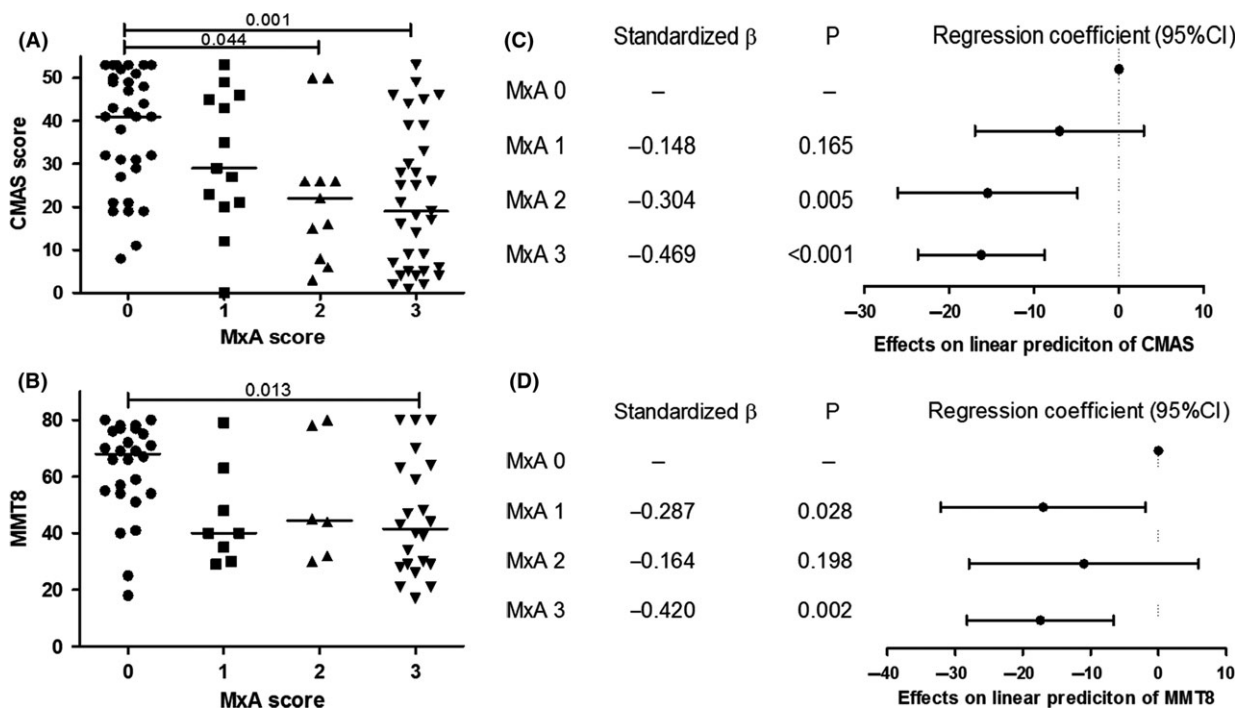 (A)
0.001
0.044
CMAS score
50
40
30
20
10
0
0 1 2 3
MxA score
(B)
0.013
MMT8
80
60
40
20
0
0 1 2 3
MxA score
(C)
Standardized β P Regression coefficient (95%CI)
MxA 0 – –
MxA 1 –0.148 0.165
MxA 2 –0.304 0.005
MxA 3 –0.469 <0.001
–30 –20 –10 0 10
Effects on linear prediciton of CMAS
(D)
Standardized β P Regression coefficient (95%CI)
MxA 0 – –
MxA 1 –0.287 0.028
MxA 2 –0.164 0.198
MxA 3 –0.420 0.002
–40 –30 –20 –10 0 10
Effects on linear prediciton of MMT8